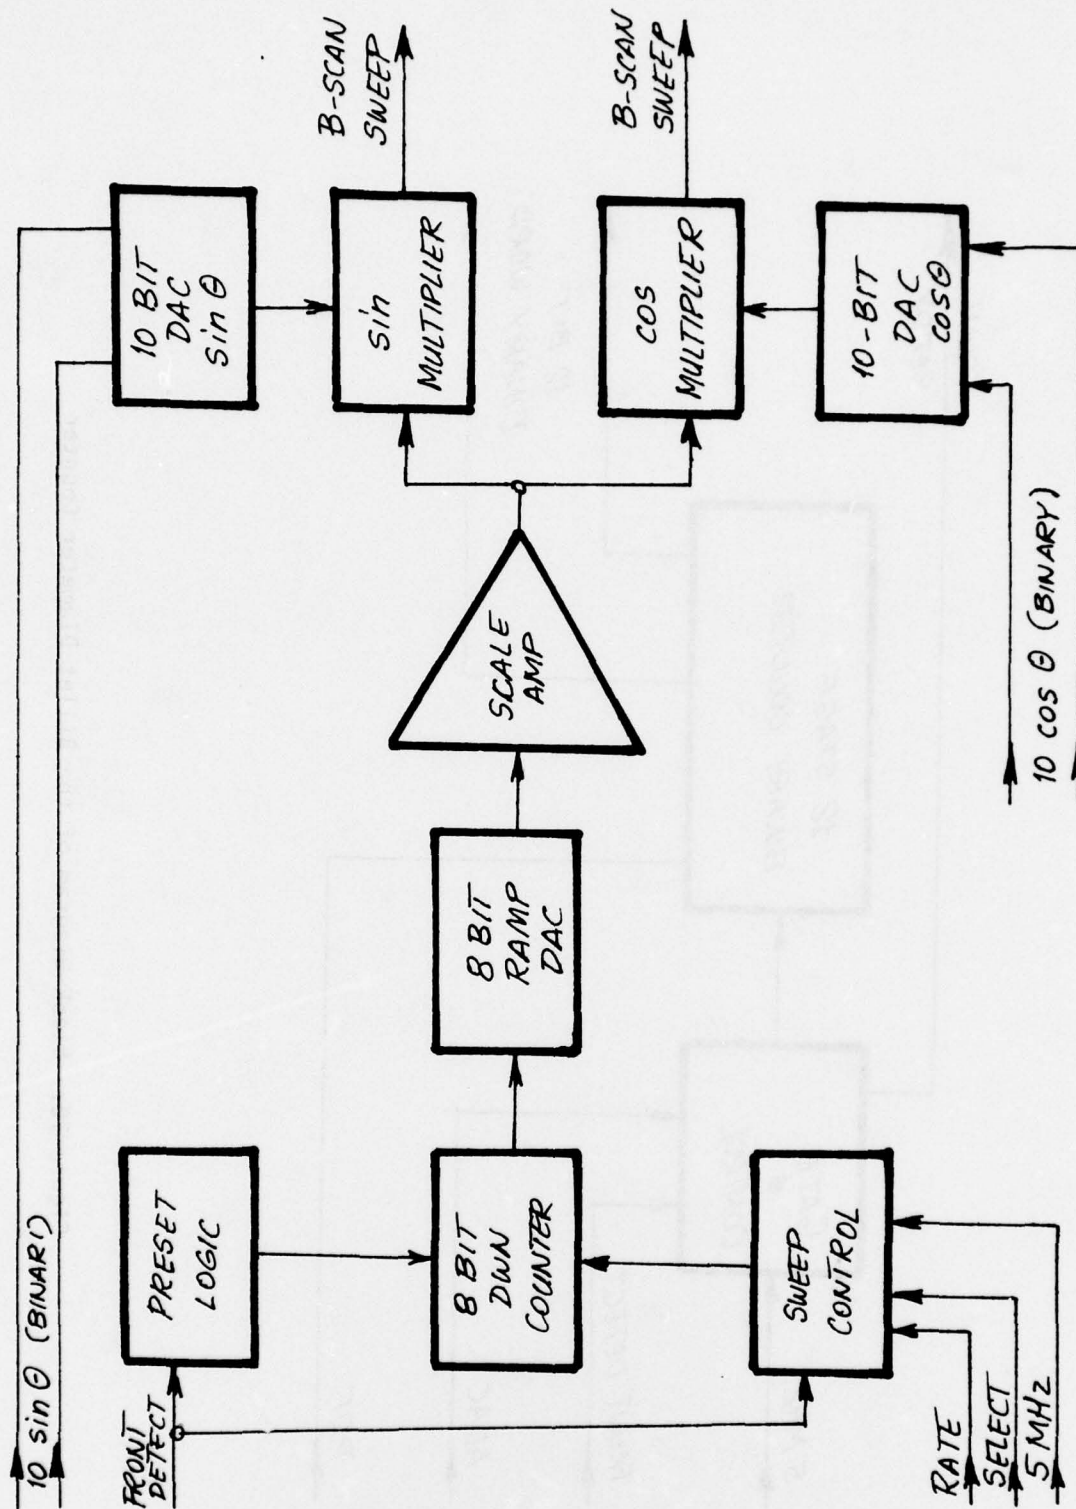 10 sin θ (BINARI)
10 BIT
DAC
sin θ
B-SCAN
SWEEP
sin
MULTIPLIER
FRONT
DETECT
PRESET
LOGIC
8 BIT
DWN
COUNTER
8 BIT
RAMP
DAC
SCALE
AMP
B-SCAN
SWEEP
COS
MULTIPLIER
SWEEP
CONTROL
10-BIT
DAC
COSθ
RATE
SELECT
5 MHz
10 COS θ (BINARY)